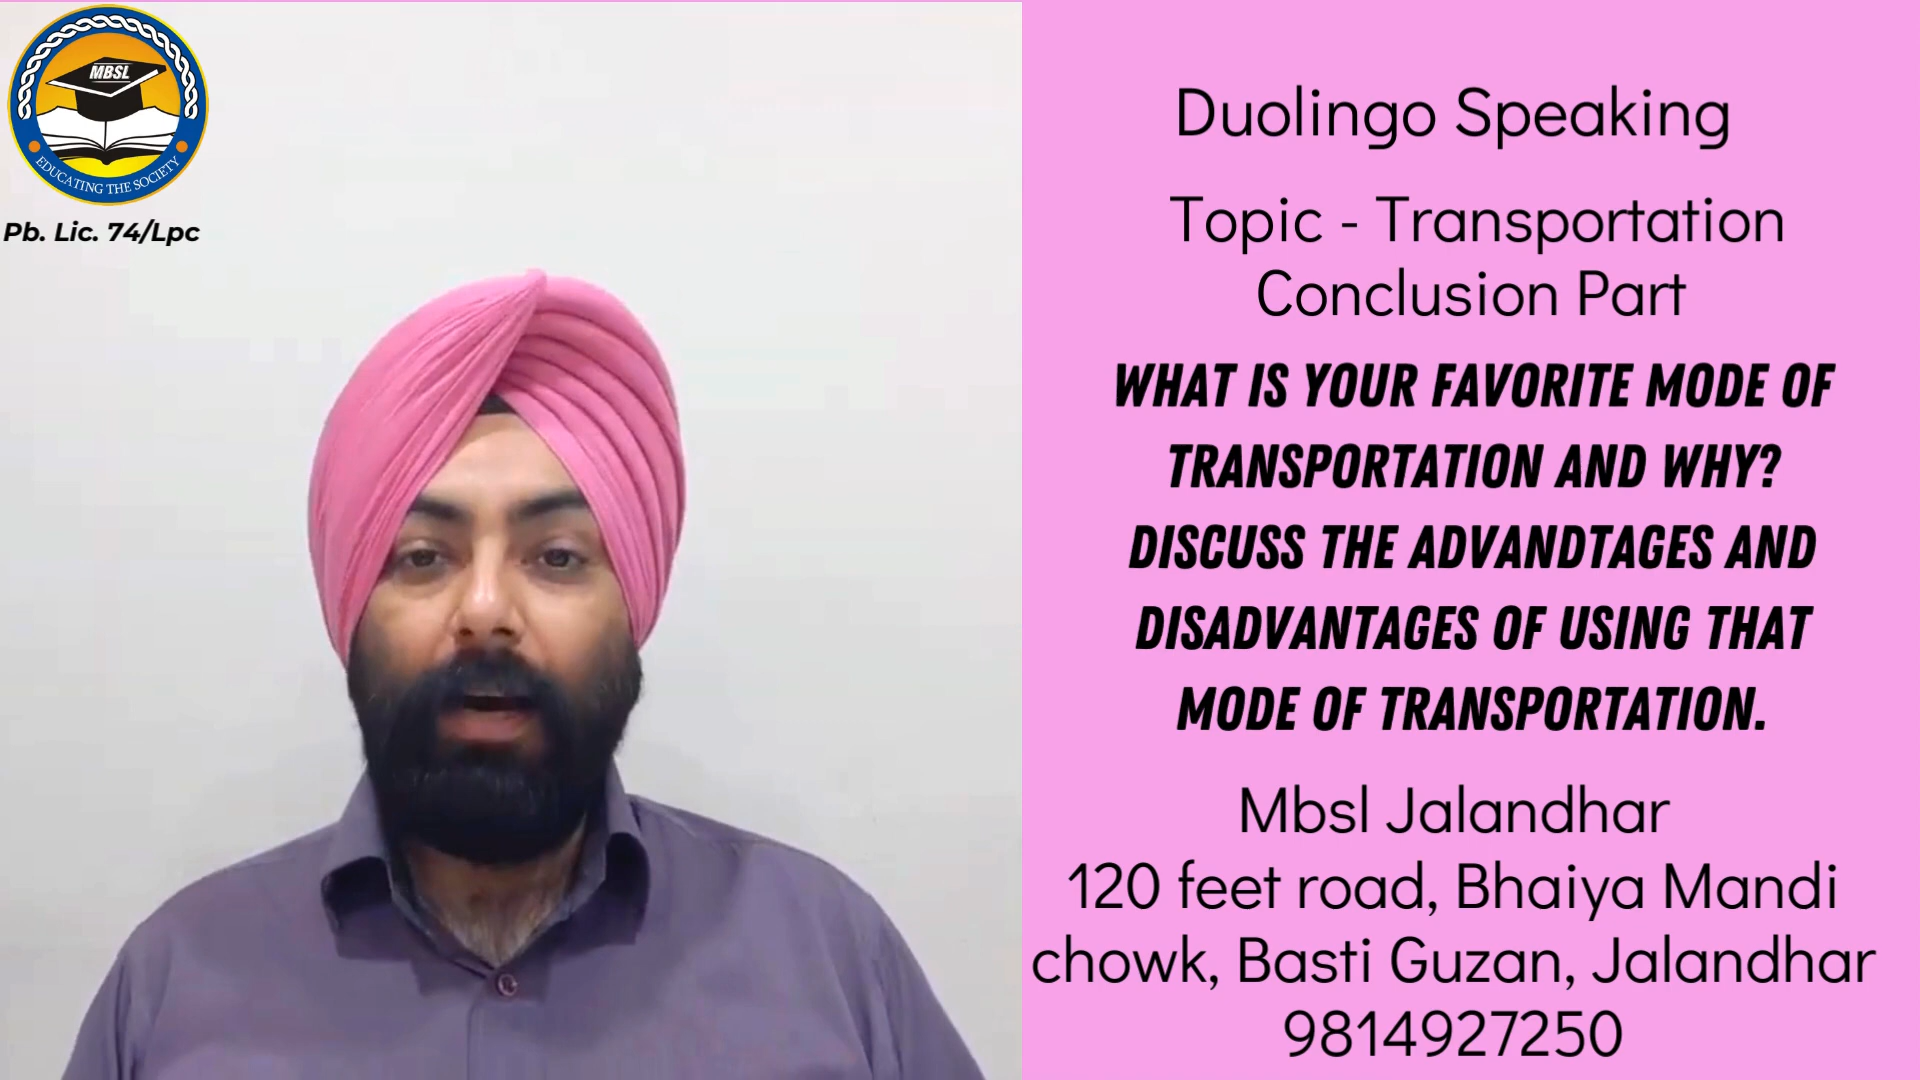 MBSL
EDUCATING THE SOCIETY
Pb. Lic. 74/Lpc
Duolingo Speaking
Topic - Transportation
Conclusion Part
WHAT IS YOUR FAVORITE MODE OF
TRANSPORTATION AND WHY?
DISCUSS THE ADVANDTAGES AND
DISADVANTAGES OF USING THAT
MODE OF TRANSPORTATION.
Mbsl Jalandhar
120 feet road, Bhaiya Mandi
chowk, Basti Guzan, Jalandhar
9814927250